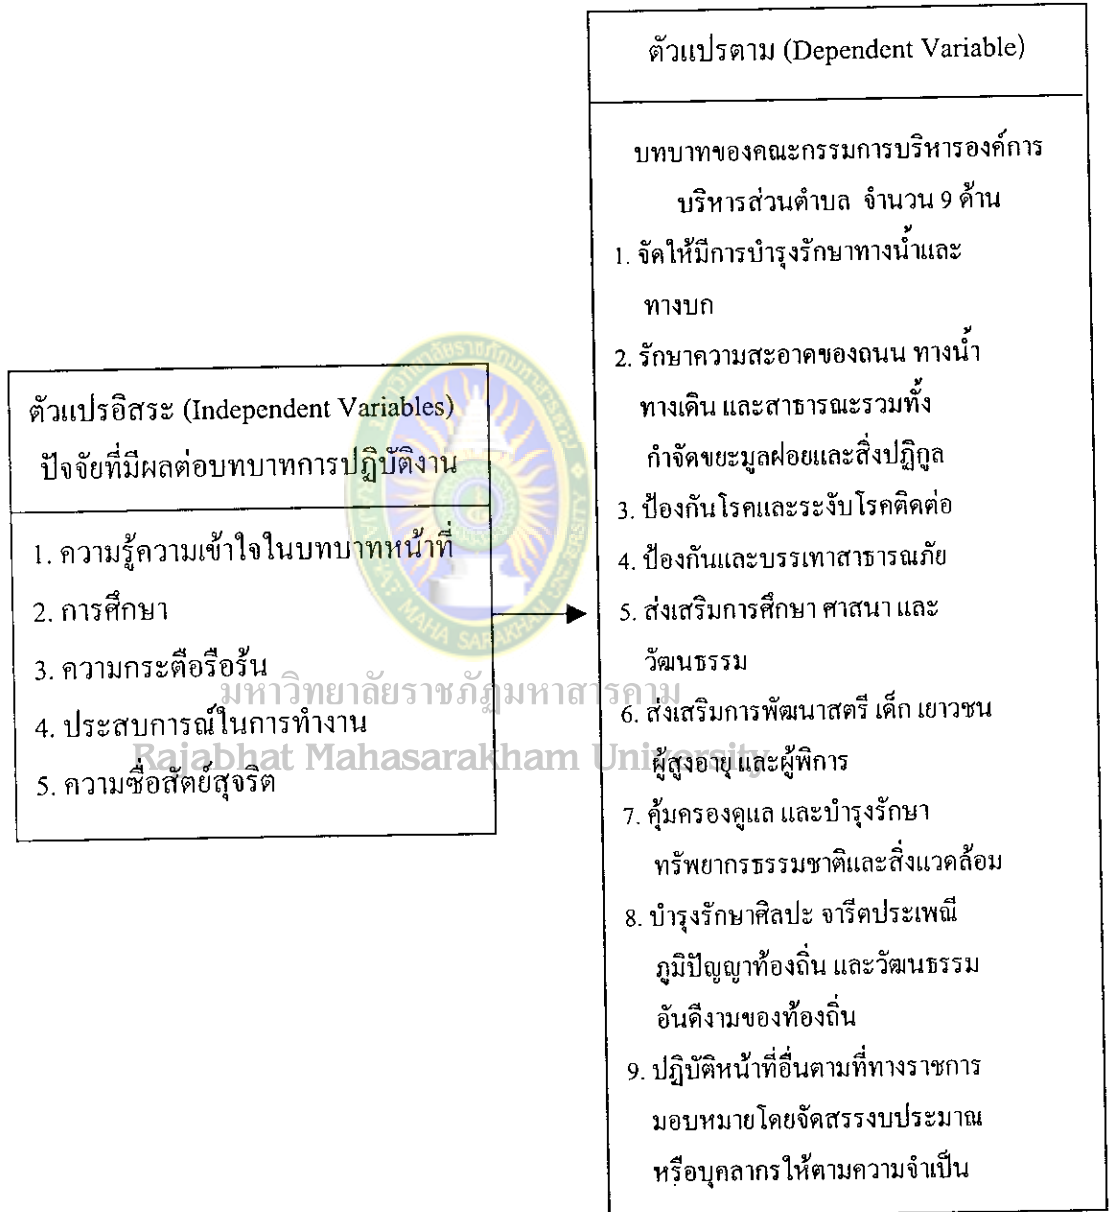 ตัวแปรอิสระ (Independent Variables)
ปัจจัยที่มีผลต่อบทบาทการปฏิบัติงาน
1. ความรู้ความเข้าใจในบทบาทหน้าที่
2. การศึกษา
3. ความกระตือรือร้น
4. ประสบการณ์ในการทำงาน
5. ความซื่อสัตย์สุจริต
ตัวแปรตาม (Dependent Variable)
บทบาทของคณะกรรมการบริหารองค์การ
บริหารส่วนตำบล จำนวน 9 ด้าน
1. จัดให้มีการบำรุงรักษาทางน้ำและ
ทางบก
2. รักษาความสะอาดของถนน ทางน้ำ
ทางเดิน และสาธารณะรวมทั้ง
กำจัดขยะมูลฝอยและสิ่งปฏิกูล
3. ป้องกันโรคและระงับโรคติดต่อ
4. ป้องกันและบรรเทาสาธารณภัย
5. ส่งเสริมการศึกษา ศาสนา และ
วัฒนธรรม
6. ส่งเสริมการพัฒนาสตรี เด็ก เยาวชน
ผู้สูงอายุ และผู้พิการ
7. คุ้มครองดูแล และบำรุงรักษา
ทรัพยากรธรรมชาติและสิ่งแวดล้อม
8. บำรุงรักษาศิลปะ จารีตประเพณี
ภูมิปัญญาท้องถิ่น และวัฒนธรรม
อันดีงามของท้องถิ่น
9. ปฏิบัติหน้าที่อื่นตามที่ทางราชการ
มอบหมายโดยจัดสรรงบประมาณ
หรือบุคลากรให้ตามความจำเป็น
มหาวิทยาลัยราชภัฏมหาสารคาม
Rajabhat Mahasarakham University